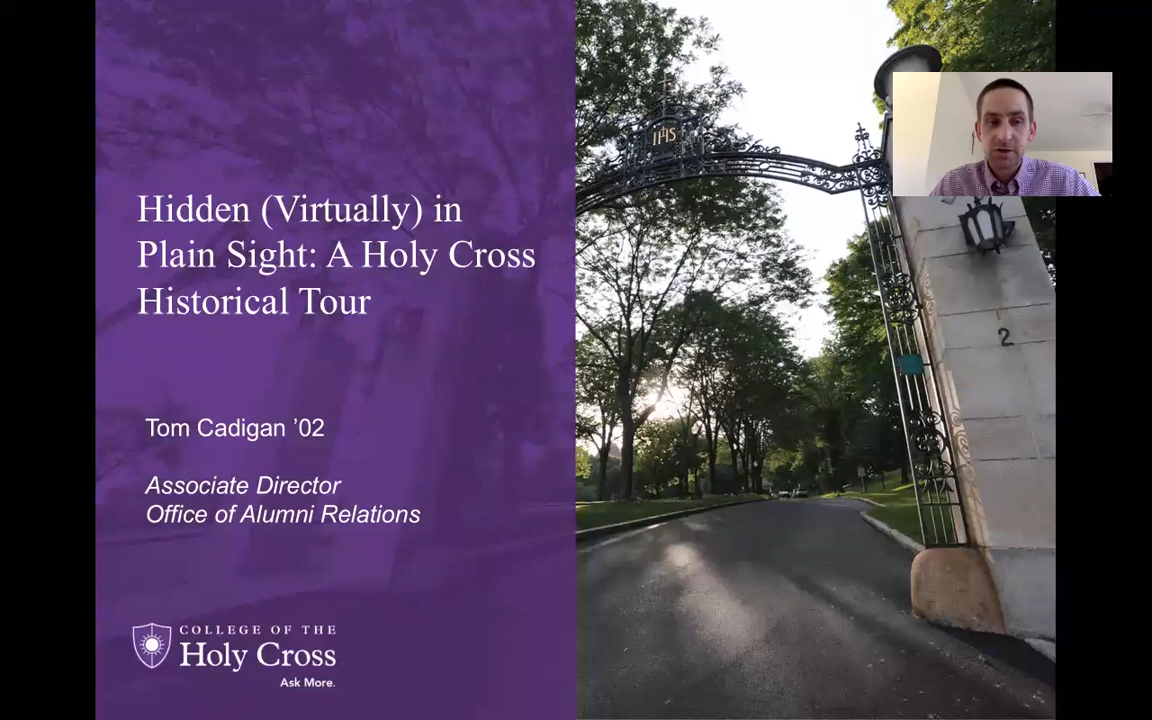 Hidden (Virtually) in
Plain Sight: A Holy Cross
Historical Tour
Tom Cadigan ’02
Associate Director
Office of Alumni Relations
COLLEGE OF THE
Holy Cross
Ask More.
IHS
2